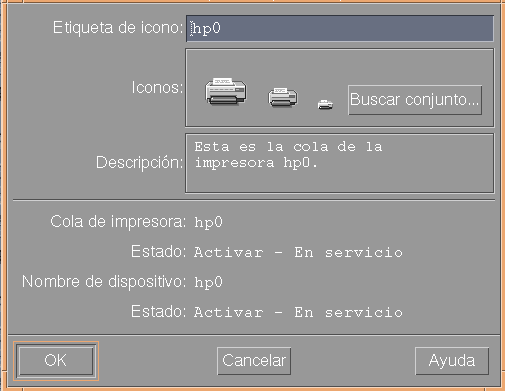 Etiqueta de icono: hp0
Iconos: Buscar conjunto...
Descripción: Esta es la cola de la
impresora hp0.
Cola de impresora: hp0
Estado: Activar - En servicio
Nombre de dispositivo: hp0
Estado: Activar - En servicio
OK Cancelar Ayuda